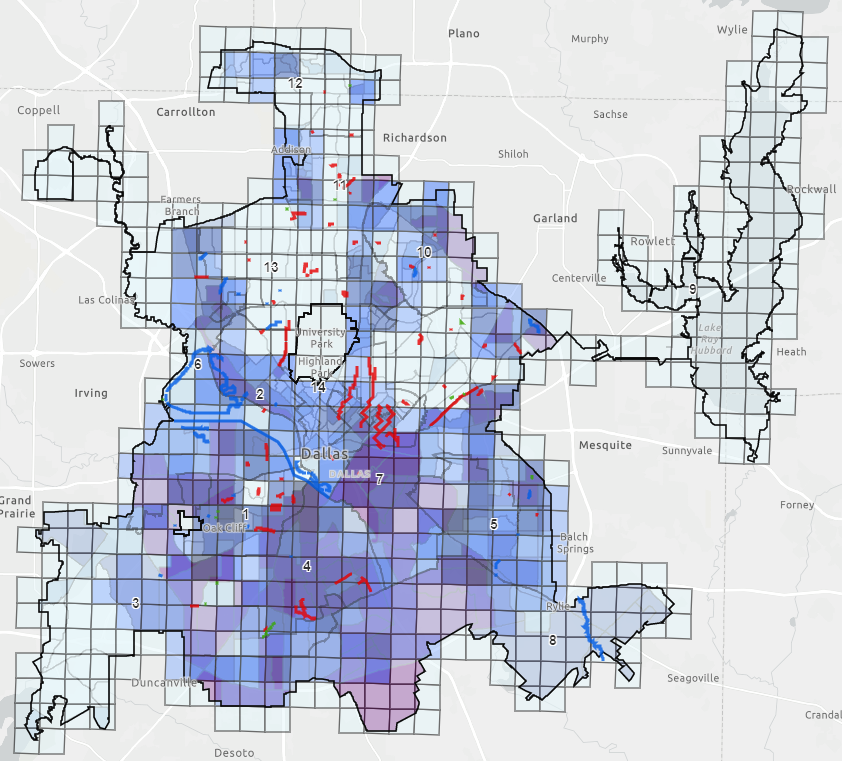 Plano
Wylie
Murphy
12
Coppell
Carrollton
Sachse
Addison
Richardson
Shiloh
11
Rockwall
Farmers
Branch
Garland
Rowlett
10
13
Centerville
9
Las Colinas
Lake
Ray
Hubbard
University
Park
Heath
Sowers
6
Highland
Park
14
Irving
2
Mesquite
Sunnyvale
Dallas
DALLAS
7
Grand
Prairie
Forney
1
Oak Cliff
5
Balch
Springs
4
3
Rylie
8
Duncanville
Seagoville
Crandal
Desoto